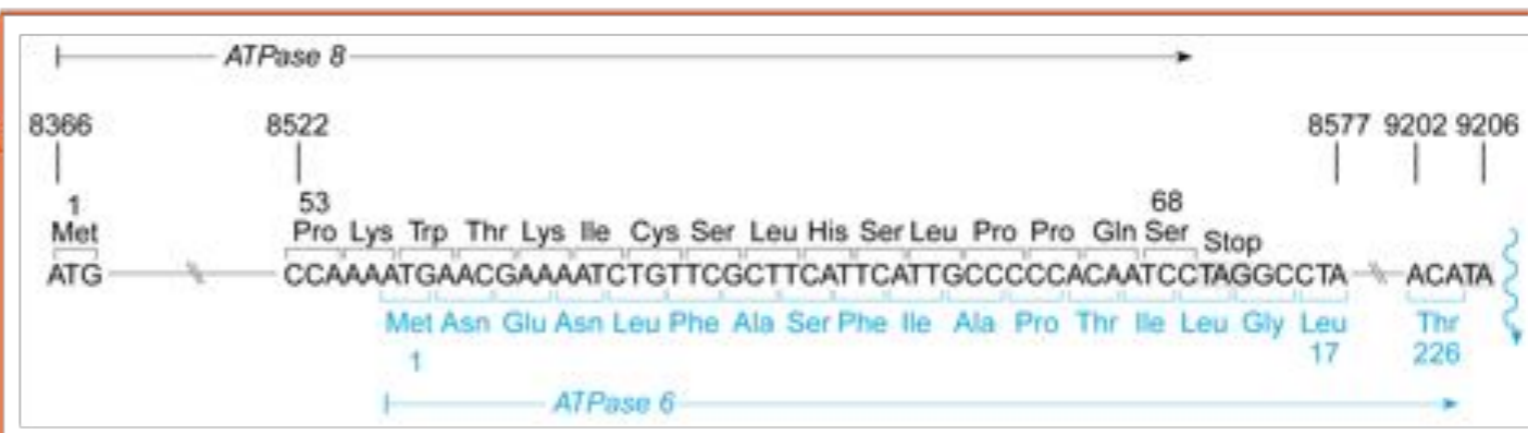 ATPase 8
8366 8522 8577 9202 9206
1 53 68
Met Pro Lys Trp Thr Lys Ile Cys Ser Leu His Ser Leu Pro Pro Gln Ser Stop
ATG CCAAAATGAACGAAAATCTGTTCGCTTCATTCATTGCCCCCACAATCCTAGGCCTA ACATA
Met Asn Glu Asn Leu Phe Ala Ser Phe Ile Ala Pro Thr Ile Leu Gly Leu Thr
1 17 226
ATPase 6